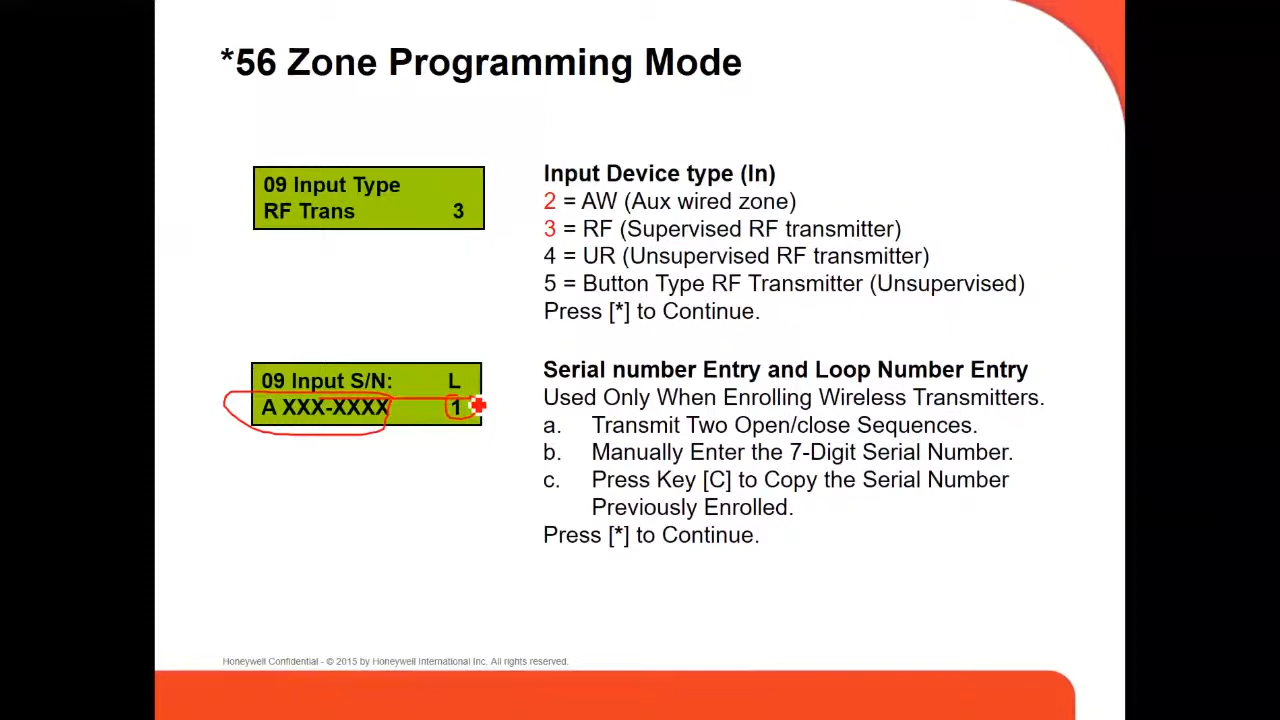 *56 Zone Programming Mode
09 Input Type
RF Trans 3
Input Device type (In)
2 = AW (Aux wired zone)
3 = RF (Supervised RF transmitter)
4 = UR (Unsupervised RF transmitter)
5 = Button Type RF Transmitter (Unsupervised)
Press [*] to Continue.
09 Input S/N: L
A XXX-XXXX 1
Serial number Entry and Loop Number Entry
Used Only When Enrolling Wireless Transmitters.
a. Transmit Two Open/close Sequences.
b. Manually Enter the 7-Digit Serial Number.
c. Press Key [C] to Copy the Serial Number
Previously Enrolled.
Press [*] to Continue.
Honeywell Confidential - © 2015 by Honeywell International Inc. All rights reserved.